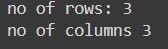 no of rows: 3
no of columns 3